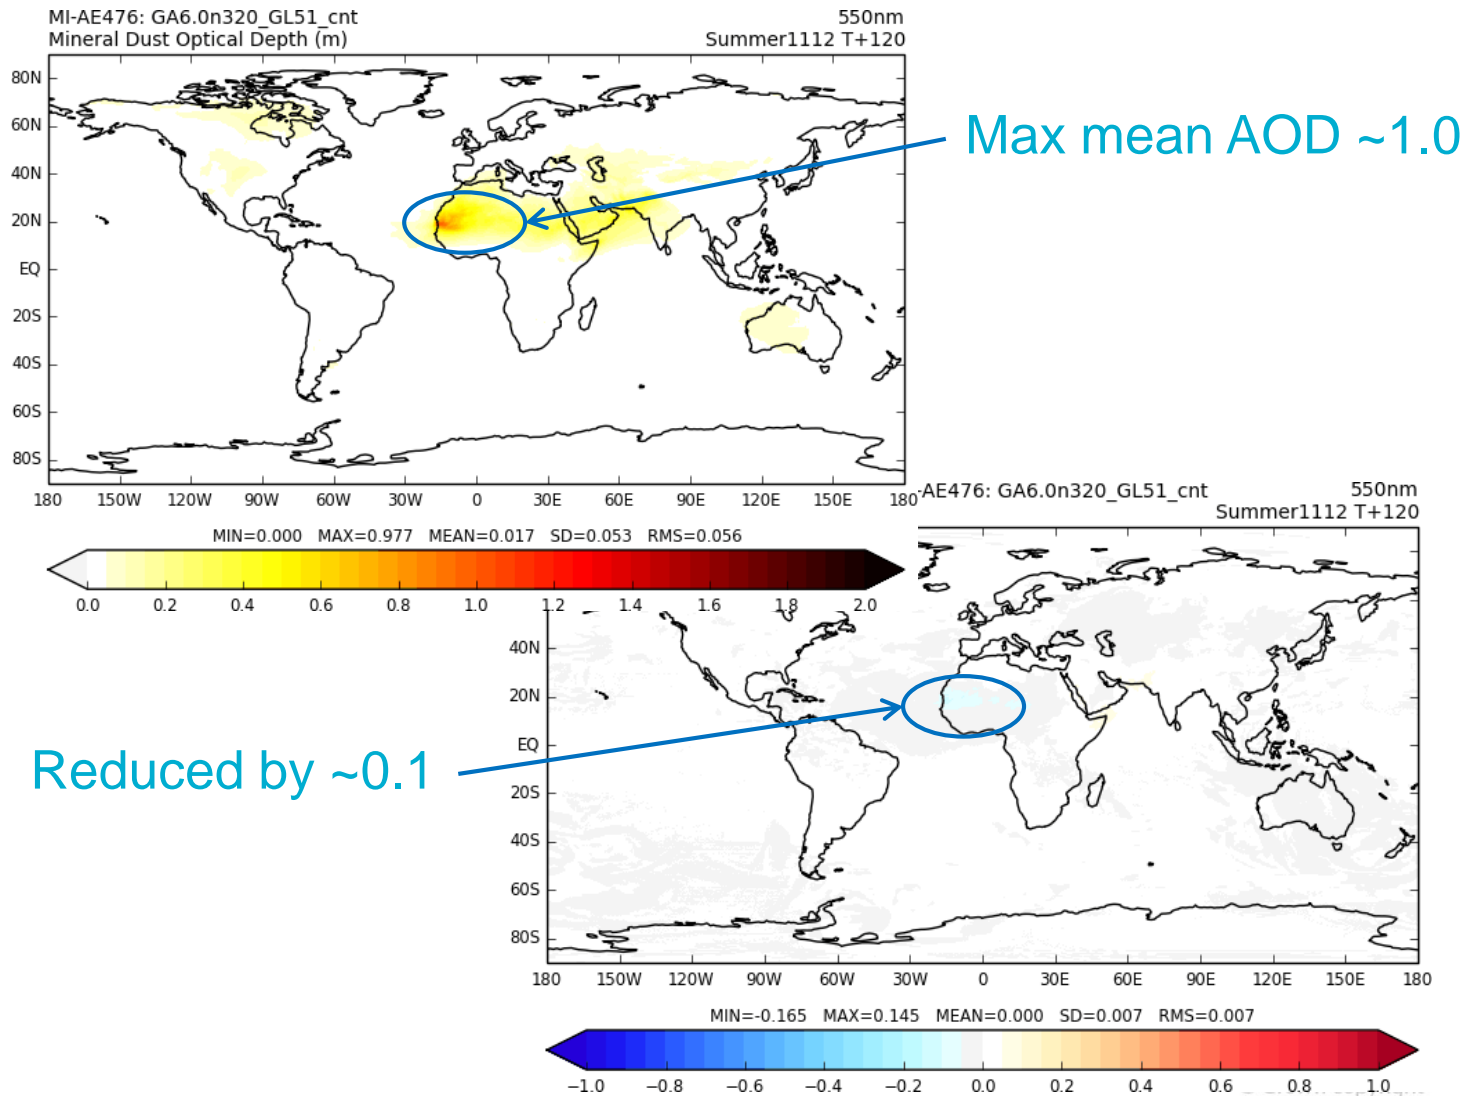 MI-AE476: GA6.0n320_GL51_cnt 550nm
Mineral Dust Optical Depth (m) Summer1112 T+120
80N
60N
40N
20N
EQ
20S
40S
60S
80S
180 150W 120W 90W 60W 30W 0 30E 60E 90E 120E 150E 180
MIN=0.000 MAX=0.977 MEAN=0.017 SD=0.053 RMS=0.056
0.0 0.2 0.4 0.6 0.8 1.0 1.2 1.4 1.6 1.8 2.0
Max mean AOD ~1.0
-AE476: GA6.0n320_GL51_cnt 550nm
Summer1112 T+120
40N
20N
EQ
20S
40S
60S
80S
180 150W 120W 90W 60W 30W 0 30E 60E 90E 120E 150E 180
MIN=-0.165 MAX=0.145 MEAN=0.000 SD=0.007 RMS=0.007
−1.0 −0.8 −0.6 −0.4 −0.2 0.0 0.2 0.4 0.6 0.8 1.0
Reduced by ~0.1